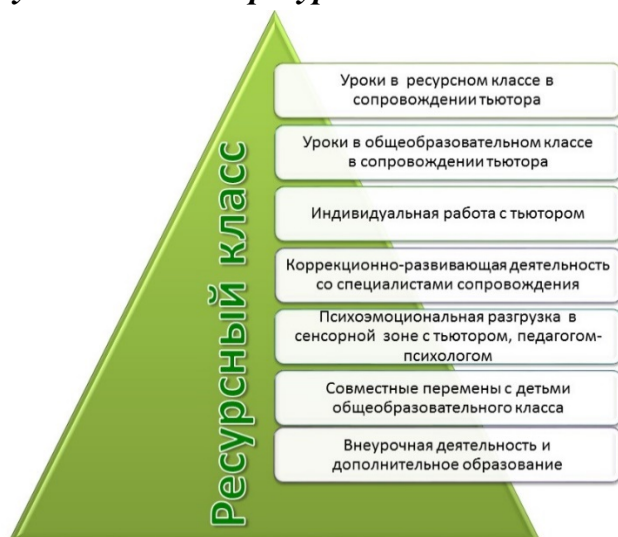 Ресурсный класс
Уроки в ресурсном классе в
сопровождении тьютора
Уроки в общеобразовательном классе
в сопровождении тьютора
Индивидуальная работа с тьютором
Коррекционно-развивающая деятельность
со специалистами сопровождения
Психоэмоциональная разгрузка в
сенсорной зоне с тьютором, педагогом-
психологом
Совместные перемены с детьми
общеобразовательного класса
Внеурочная деятельность и
дополнительное образование